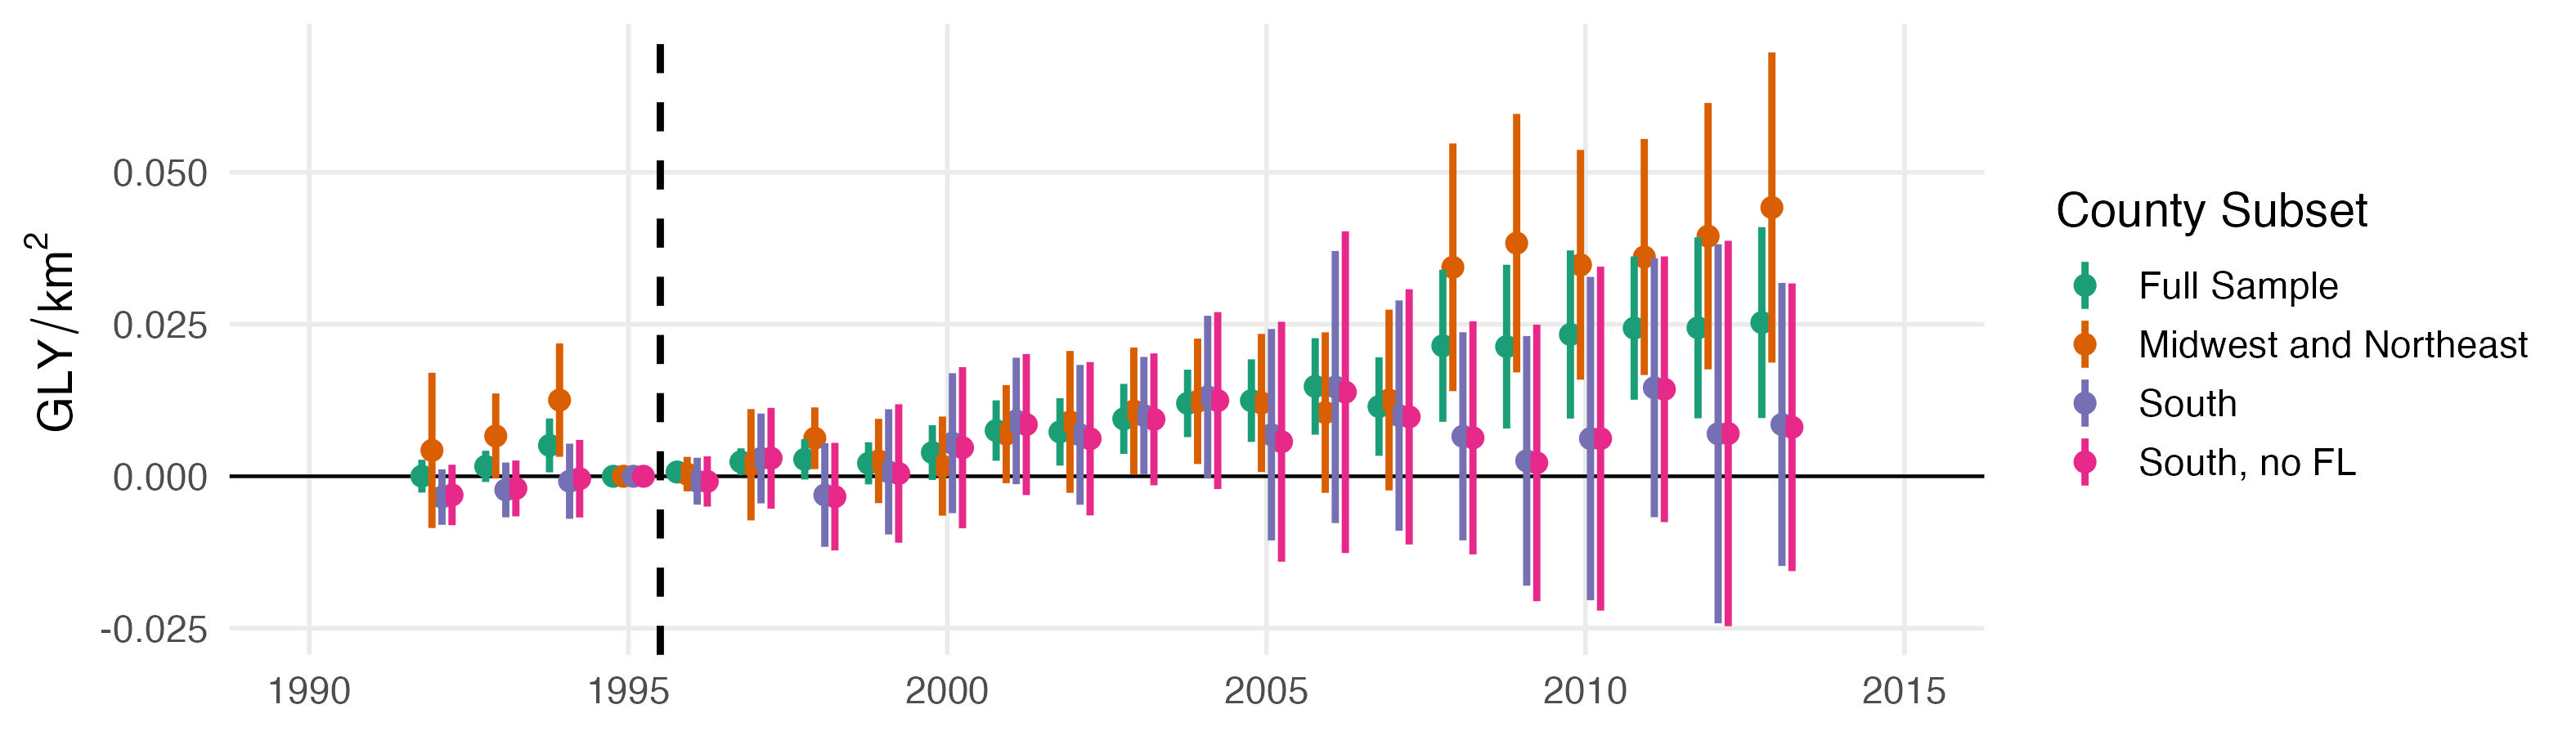 GLY/km²
0.050
0.025
0.000
-0.025
1990 1995 2000 2005 2010 2015
County Subset
Full Sample
Midwest and Northeast
South
South, no FL